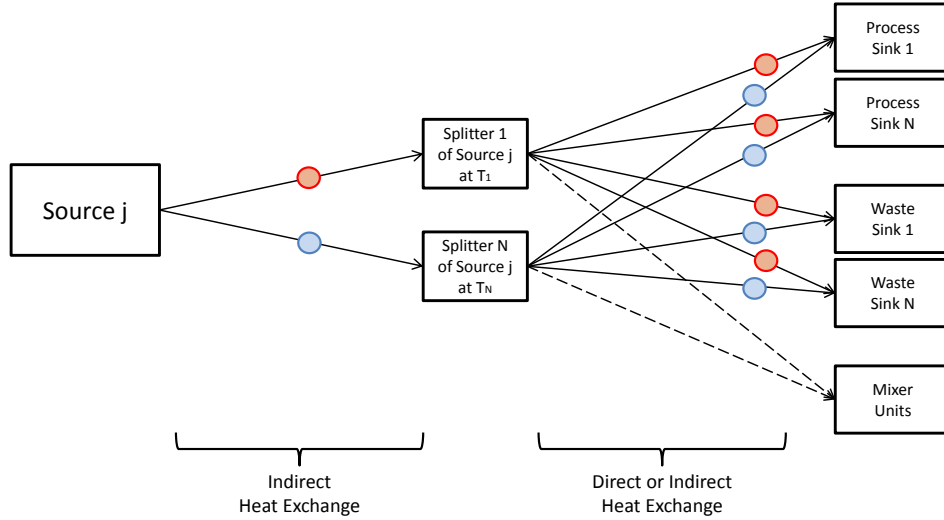 Source j
Splitter 1
of Source j
at T1
Splitter N
of Source j
at TN
Process
Sink 1
Process
Sink N
Waste
Sink 1
Waste
Sink N
Mixer
Units
Indirect
Heat Exchange
Direct or Indirect
Heat Exchange